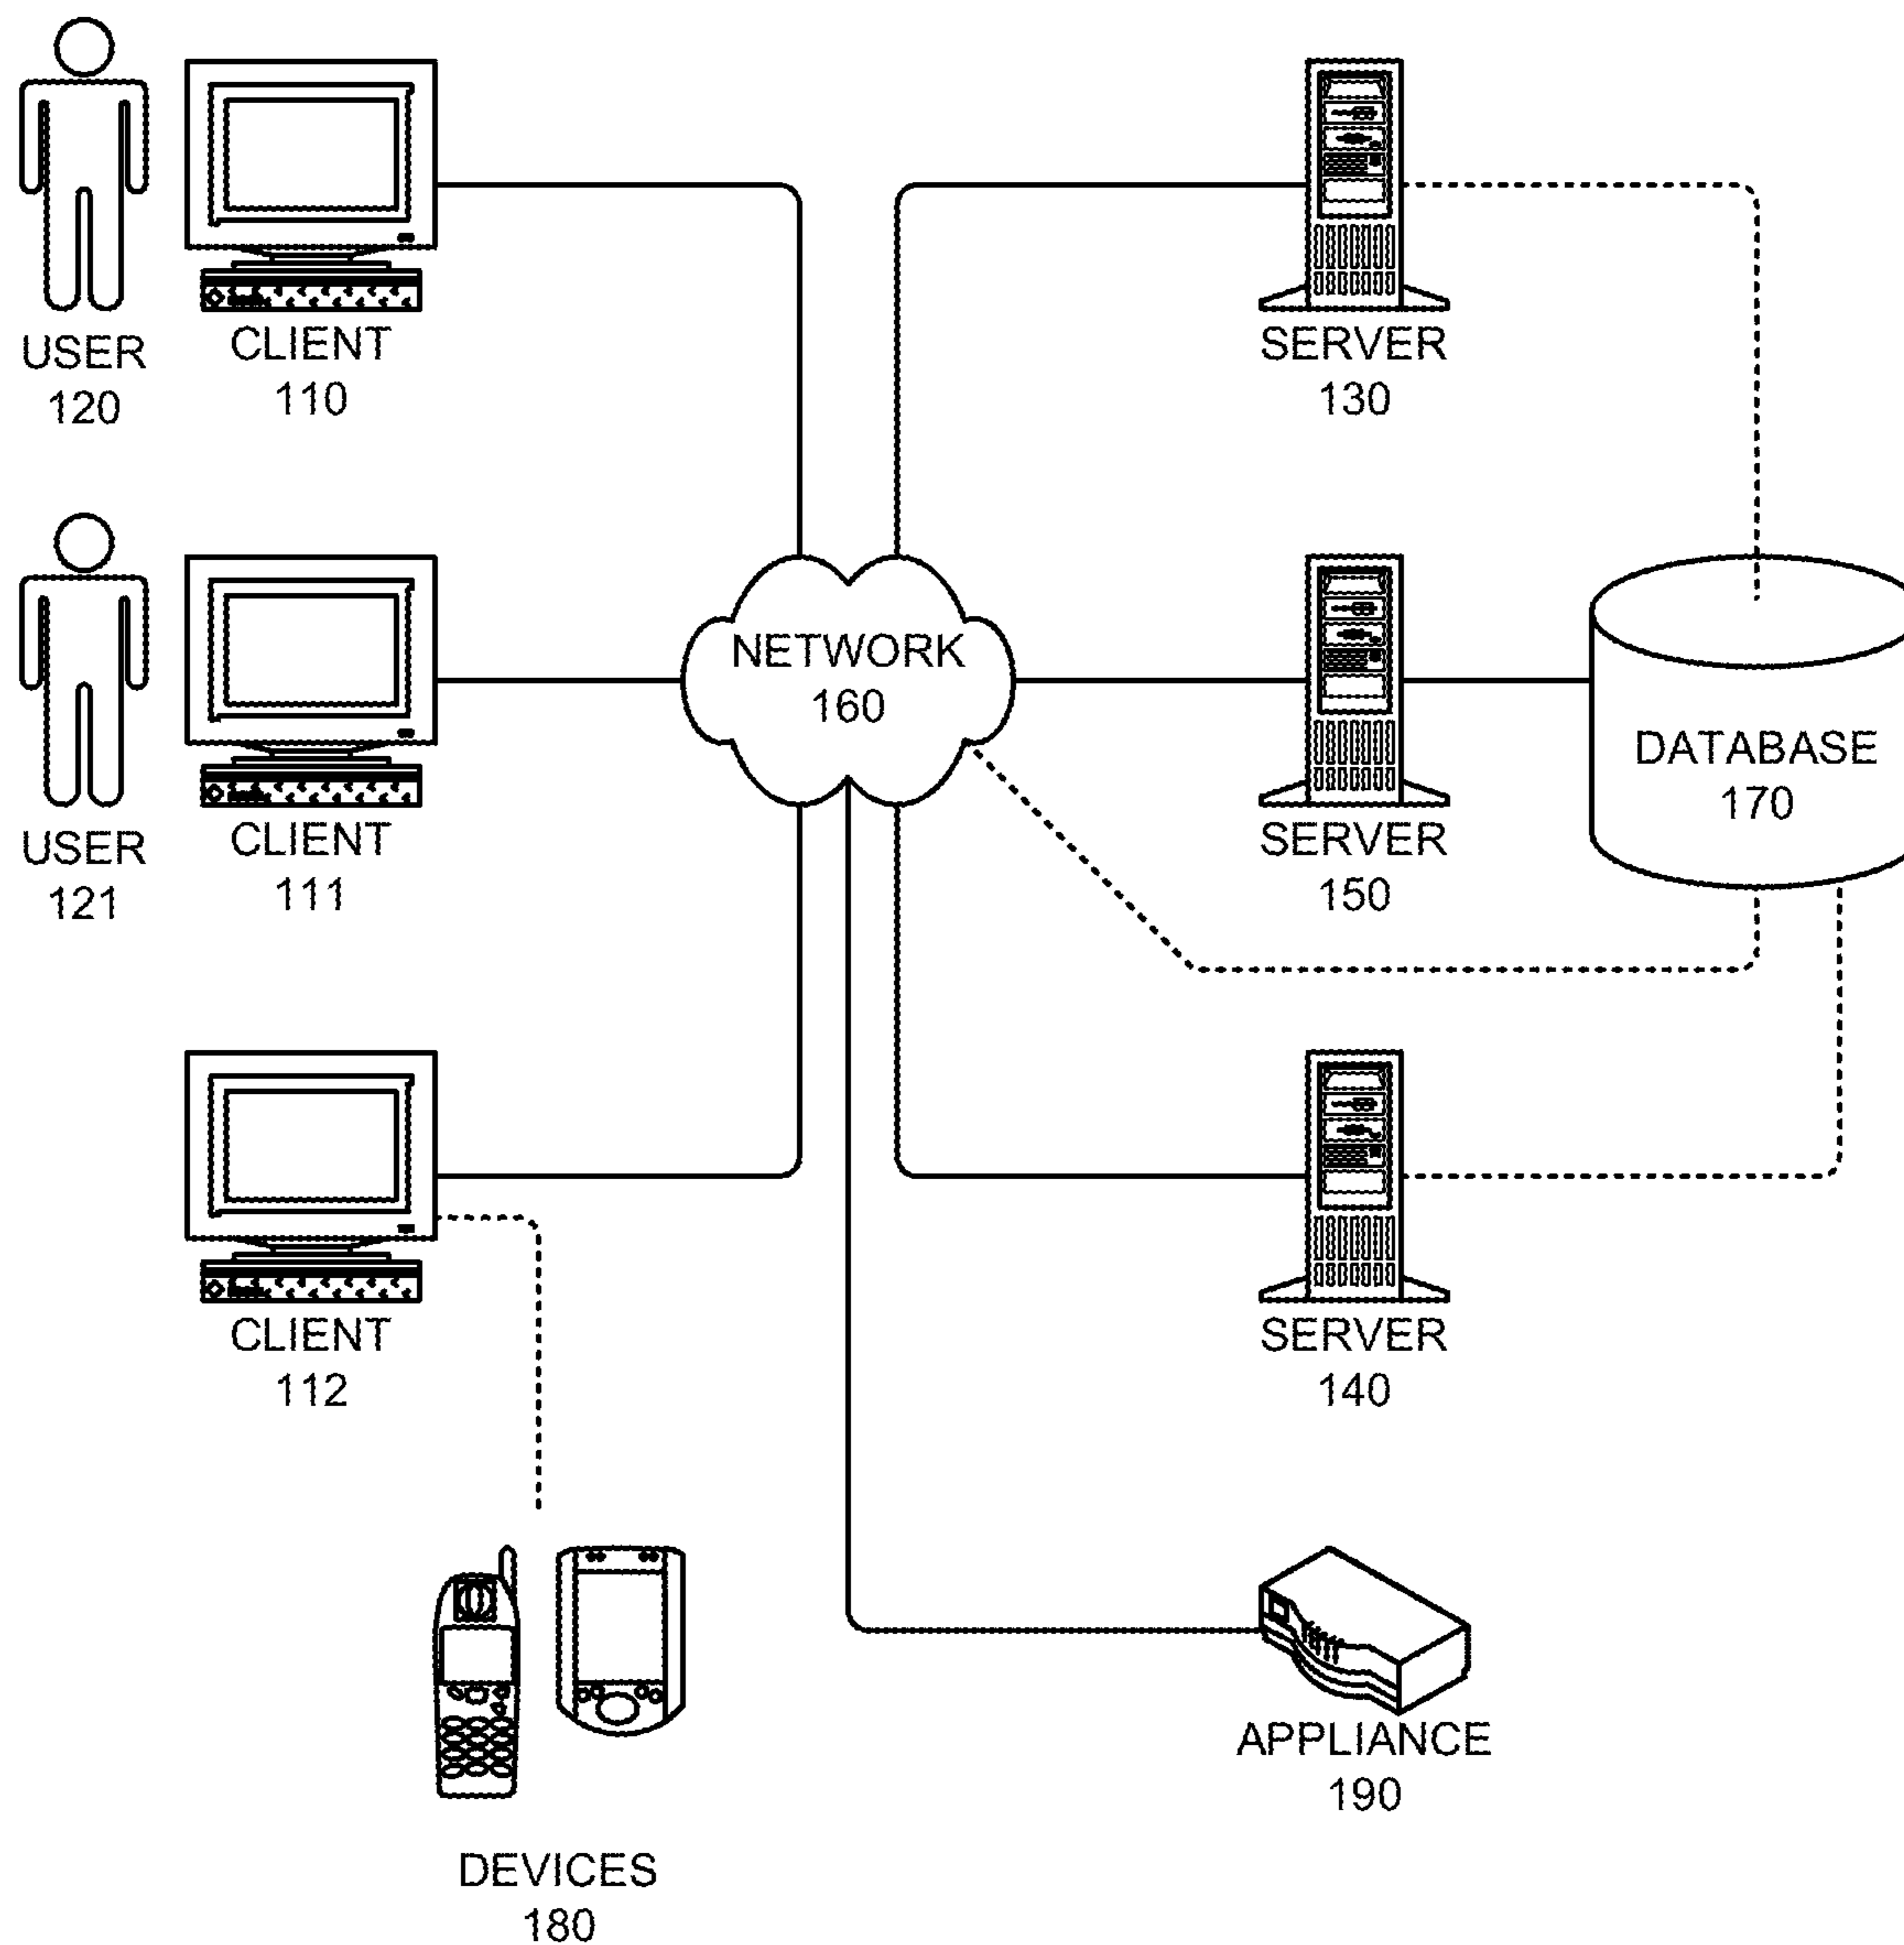 USER
120
CLIENT
110
SERVER
130
NETWORK
160
USER
121
CLIENT
111
SERVER
150
DATABASE
170
CLIENT
112
SERVER
140
DEVICES
180
APPLIANCE
190